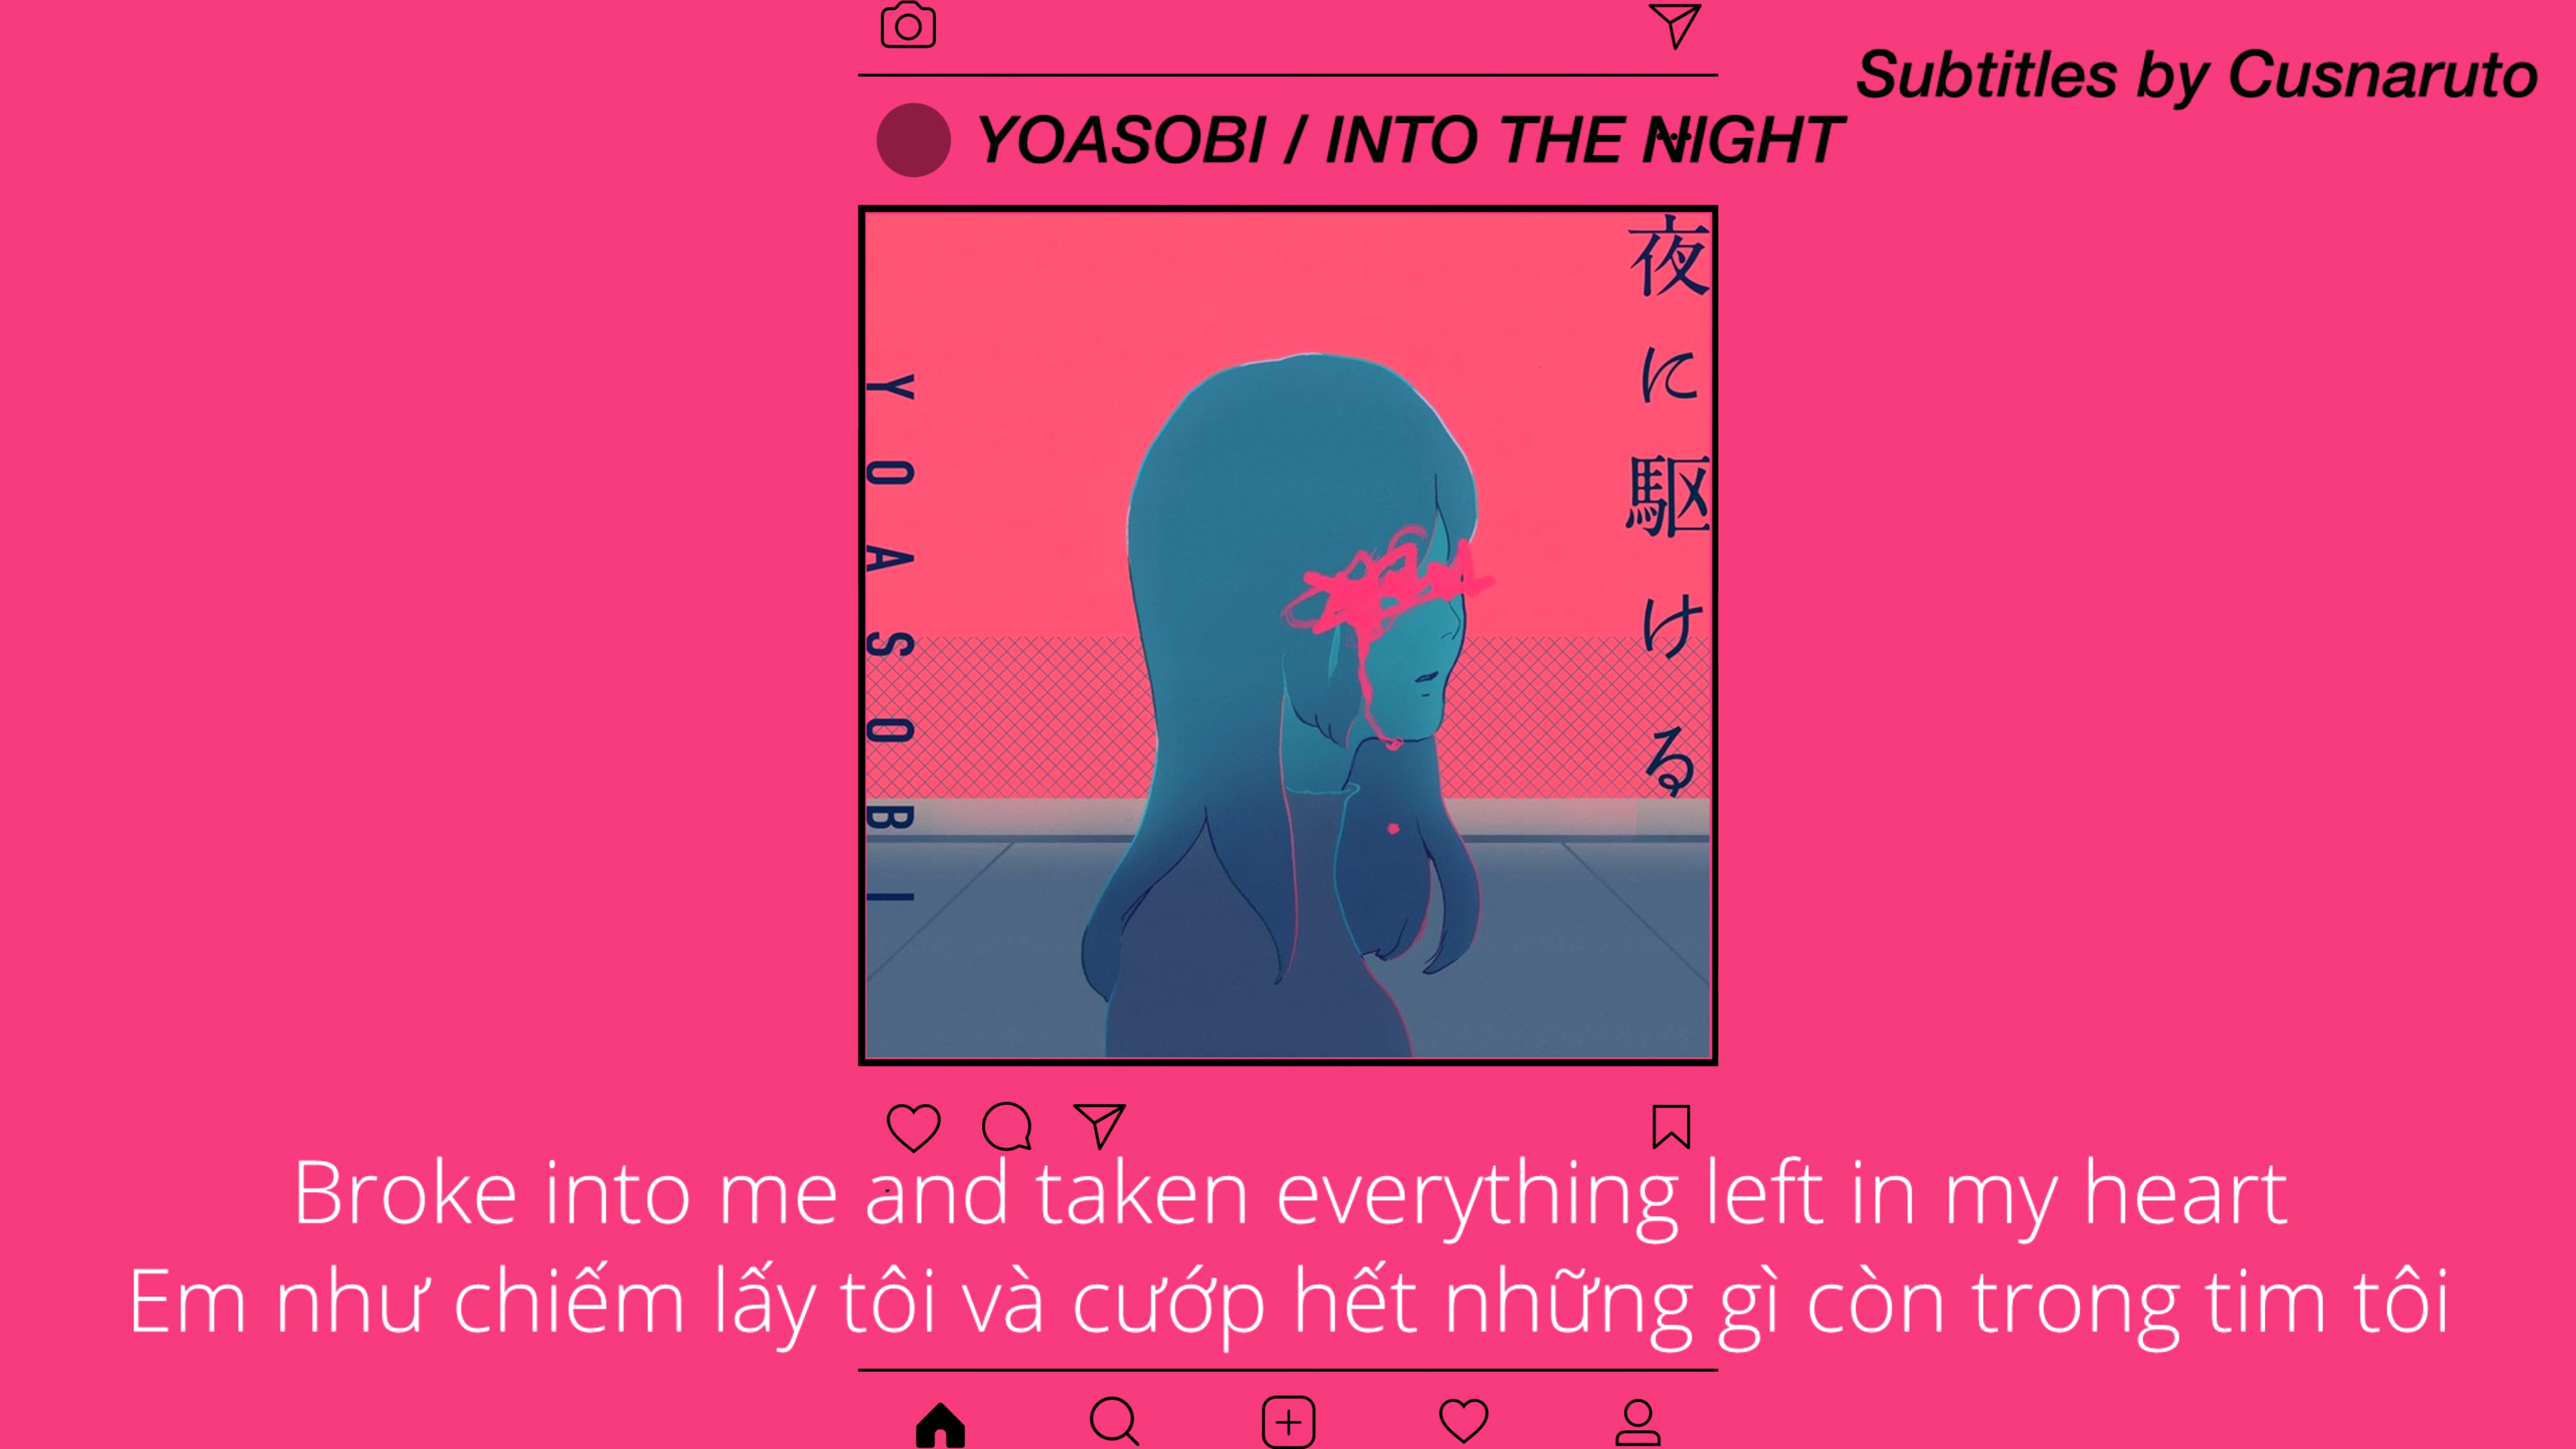 Subtitles by Cusnaruto
YOASOBI / INTO THE NIGHT
夜に駆ける
YOASOBI
Broke into me and taken everything left in my heart
Em như chiếm lấy tôi và cướp hết những gì còn trong tim tôi